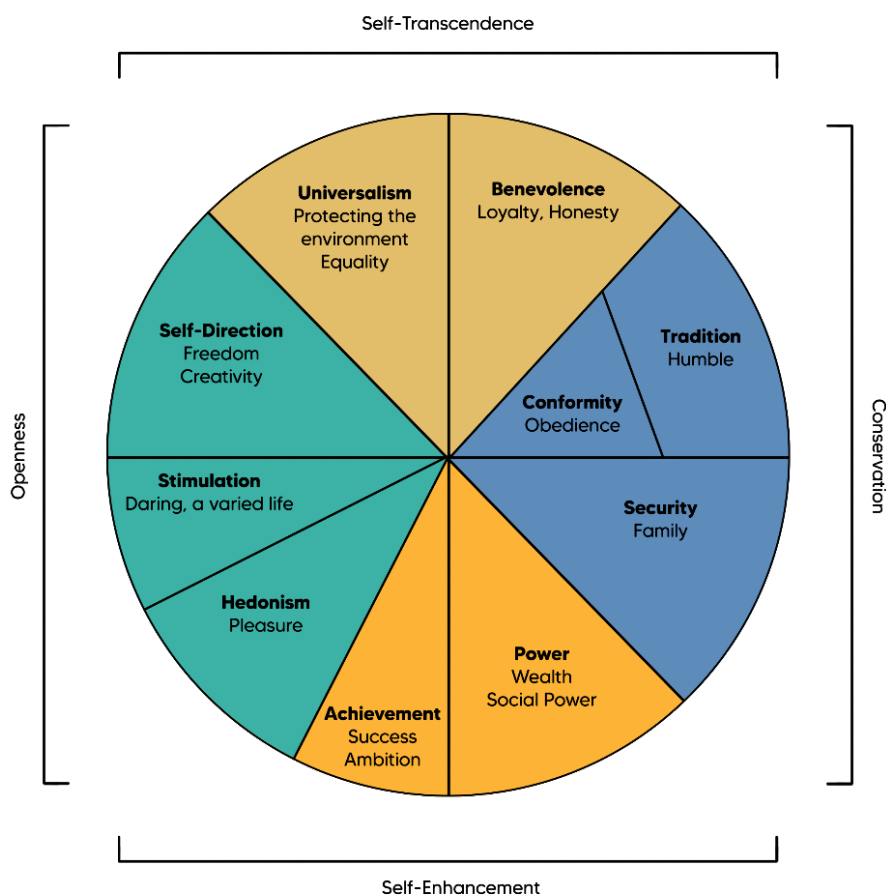 Self-Transcendence
Universalism
Protecting the
environment
Equality
Benevolence
Loyalty, Honesty
Self-Direction
Freedom
Creativity
Tradition
Humble
Conformity
Obedience
Openness
Conservation
Stimulation
Daring, a varied life
Security
Family
Hedonism
Pleasure
Power
Wealth
Social Power
Achievement
Success
Ambition
Self-Enhancement